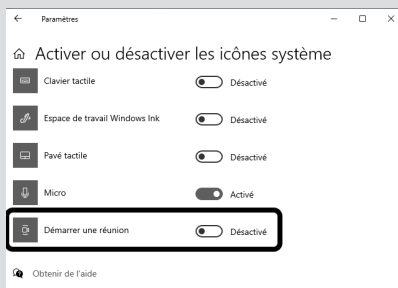 Paramètres
Activer ou désactiver les icônes système
Clavier tactile Désactivé
Espace de travail Windows Ink Désactivé
Pavé tactile Désactivé
Micro Activé
Démarrer une réunion Désactivé
Obtenir de l'aide